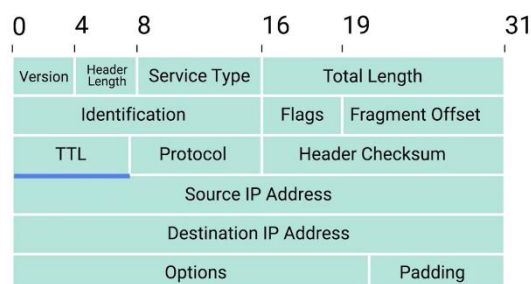 0 4 8 16 19 31
Version Header Length Service Type Total Length
Identification Flags Fragment Offset
TTL Protocol Header Checksum
Source IP Address
Destination IP Address
Options Padding